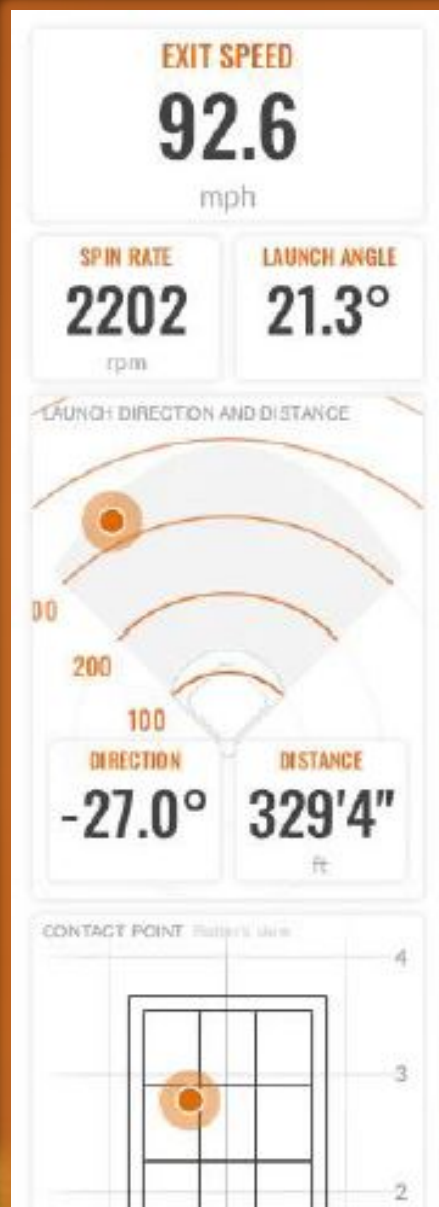 EXIT SPEED
92.6
mph
SPIN RATE
2202
rpm
LAUNCH ANGLE
21.3°
LAUNCH DIRECTION AND DISTANCE
00
200
100
DIRECTION
-27.0°
DISTANCE
329'4"
ft
CONTACT POINT
4
3
2